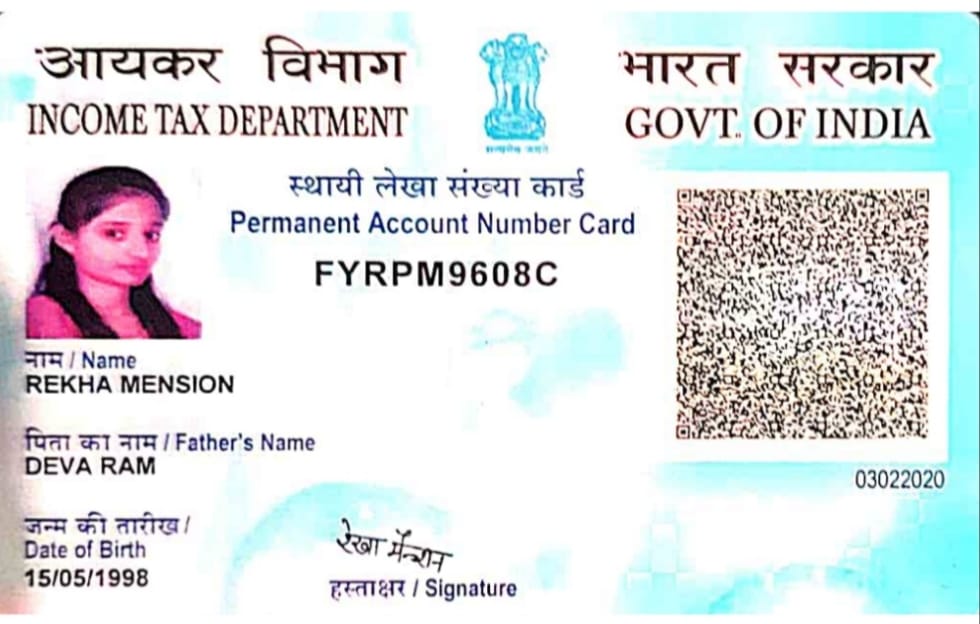 आयकर विभाग
INCOME TAX DEPARTMENT
भारत सरकार
GOVT. OF INDIA
सत्यमेव जयते
स्थायी लेखा संख्या कार्ड
Permanent Account Number Card
FYRPM9608C
नाम / Name
REKHA MENSION
पिता का नाम / Father's Name
DEVA RAM
03022020
जन्म की तारीख /
Date of Birth
15/05/1998
रेखा मेंन्शन
हस्ताक्षर / Signature